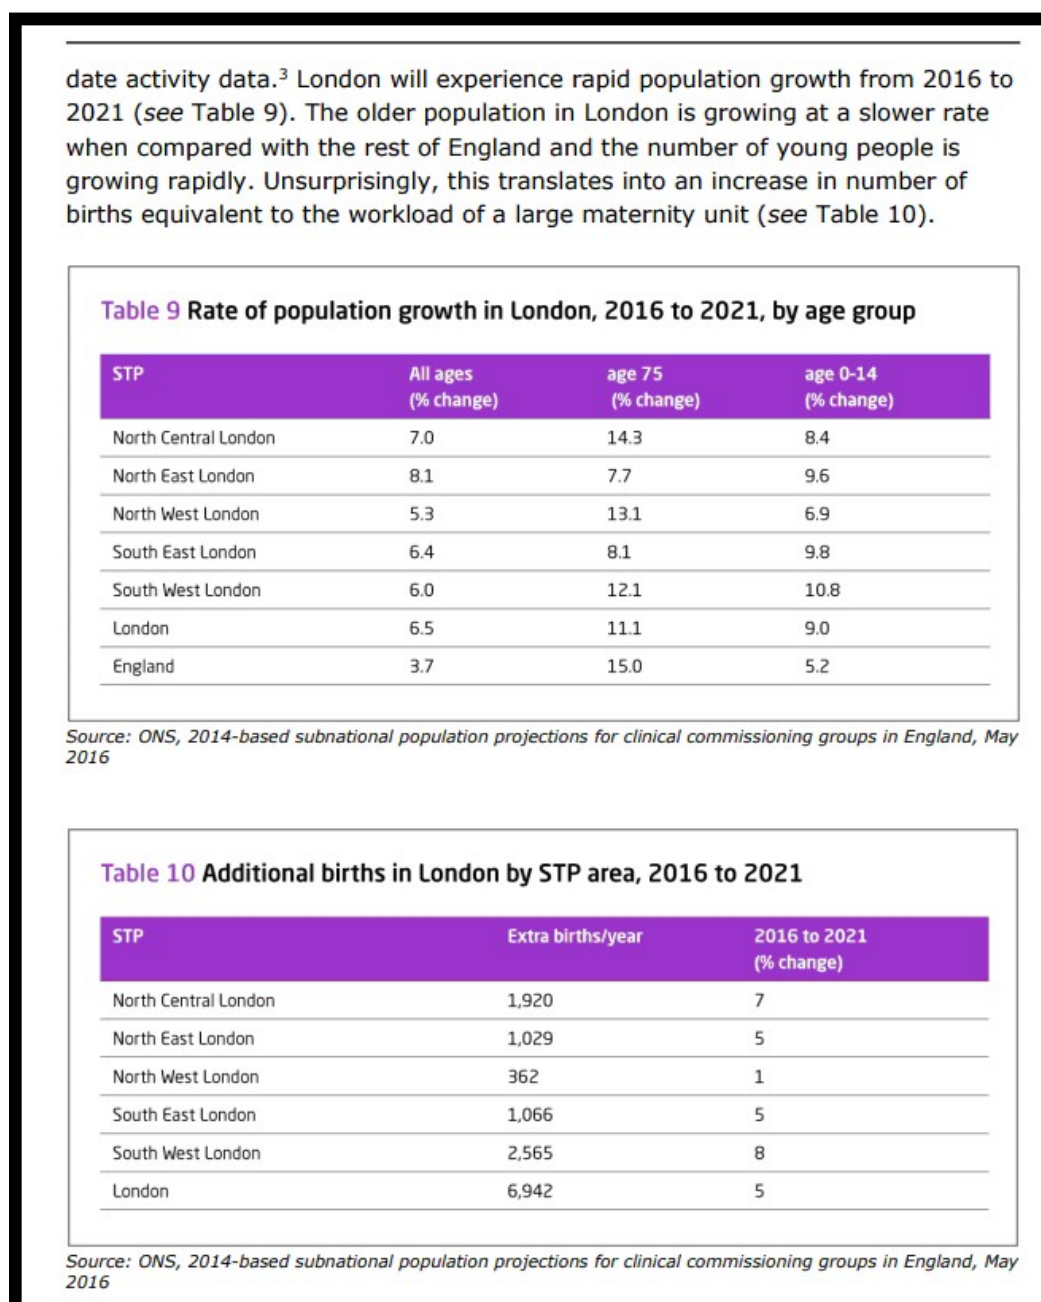 date activity data.³ London will experience rapid population growth from 2016 to
2021 (see Table 9). The older population in London is growing at a slower rate
when compared with the rest of England and the number of young people is
growing rapidly. Unsurprisingly, this translates into an increase in number of
births equivalent to the workload of a large maternity unit (see Table 10).
Table 9 Rate of population growth in London, 2016 to 2021, by age group
STP All ages (% change) age 75 (% change) age 0-14 (% change)
North Central London 7.0 14.3 8.4
North East London 8.1 7.7 9.6
North West London 5.3 13.1 6.9
South East London 6.4 8.1 9.8
South West London 6.0 12.1 10.8
London 6.5 11.1 9.0
England 3.7 15.0 5.2
Source: ONS, 2014-based subnational population projections for clinical commissioning groups in England, May
2016
Table 10 Additional births in London by STP area, 2016 to 2021
STP Extra births/year 2016 to 2021 (% change)
North Central London 1,920 7
North East London 1,029 5
North West London 362 1
South East London 1,066 5
South West London 2,565 8
London 6,942 5
Source: ONS, 2014-based subnational population projections for clinical commissioning groups in England, May
2016